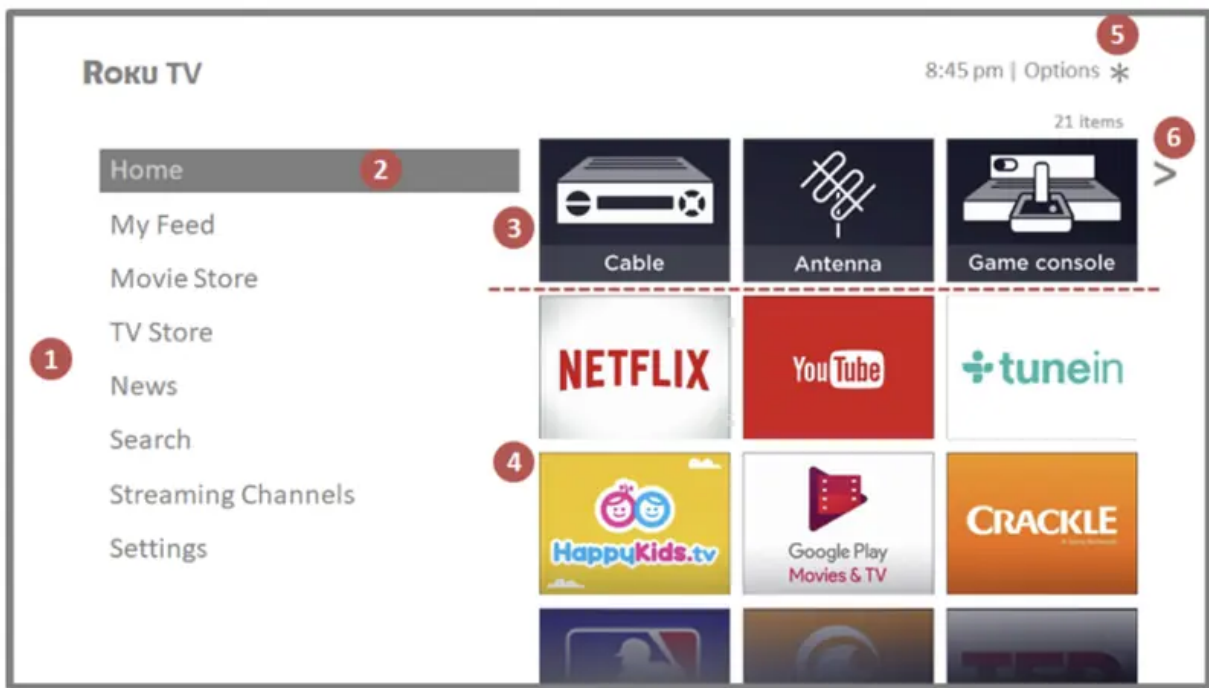 5
Roku TV
8:45 pm | Options *
21 items
6
>
Home 2
My Feed
Movie Store
TV Store
1
News
Search
Streaming Channels
Settings
3
Cable
Antenna
Game console
NETFLIX
YouTube
tunein
4
HappyKids.tv
Google Play
Movies & TV
CRACKLE